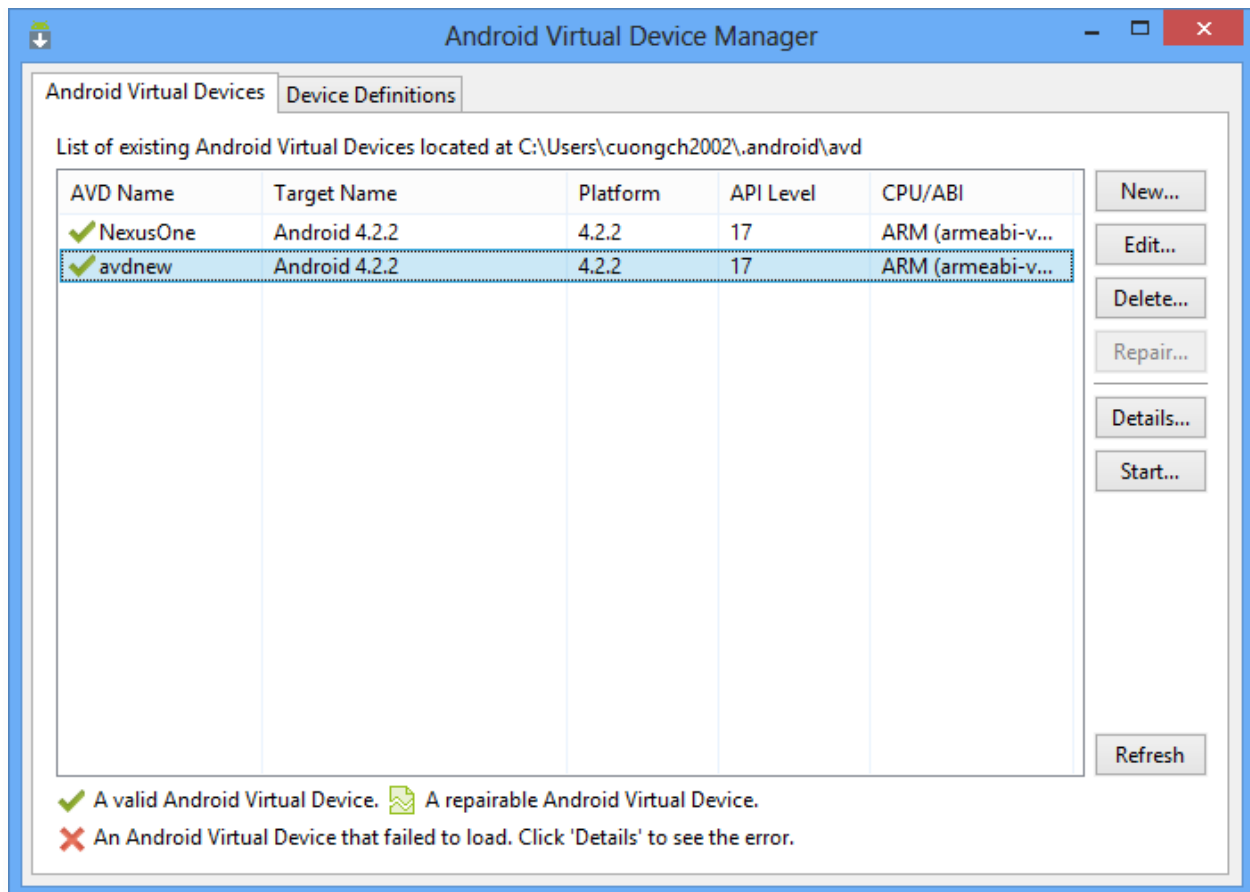 Android Virtual Device Manager
Android Virtual Devices Device Definitions
List of existing Android Virtual Devices located at C:\Users\cuongch2002\.android\avd
AVD Name Target Name Platform API Level CPU/ABI
NexusOne Android 4.2.2 4.2.2 17 ARM (armeabi-v...
avdnew Android 4.2.2 4.2.2 17 ARM (armeabi-v...
New...
Edit...
Delete...
Repair...
Details...
Start...
Refresh
A valid Android Virtual Device. A repairable Android Virtual Device.
An Android Virtual Device that failed to load. Click 'Details' to see the error.